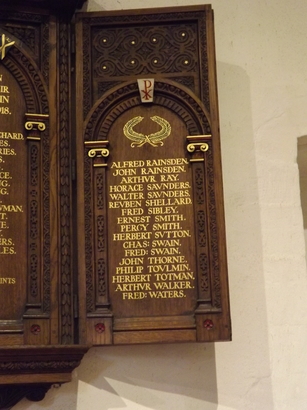 ALFRED RAINSDEN.
JOHN RAINSDEN.
ARTHVR RAY.
HORACE SAVNDERS.
WALTER SAVNDERS.
REVBEN SHELLARD.
FRED SIBLEY.
ERNEST SMITH.
PERCY SMITH.
HERBERT SVTTON.
CHAS: SWAIN.
FRED: SWAIN.
JOHN THORNE.
PHILIP TOVLMIN.
HERBERT TOTMAN.
ARTHVR WALKER.
FRED: WATERS.